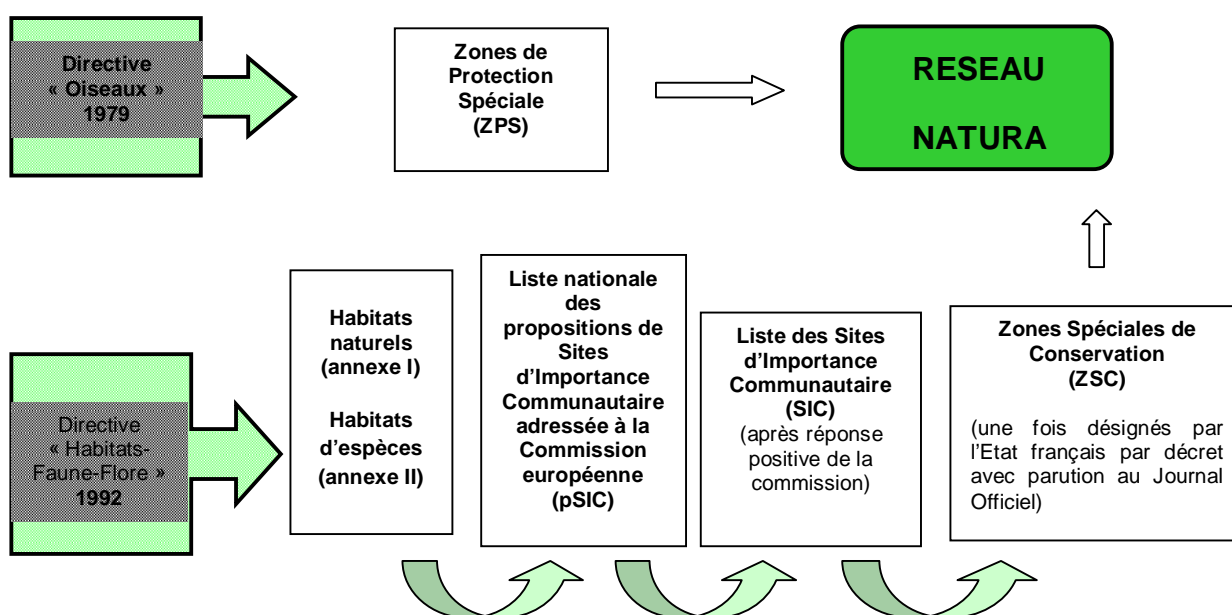 Directive
« Oiseaux »
1979
Zones de
Protection
Spéciale
(ZPS)
RESEAU
NATURA
Directive
« Habitats-
Faune-Flore »
1992
Habitats
naturels
(annexe I)
Habitats
d’espèces
(annexe II)
Liste nationale
des
propositions de
Sites
d’Importance
Communautaire
adressée à la
Commission
européenne
(pSIC)
Liste des Sites
d’Importance
Communautaire
(SIC)
(après réponse
positive de la
commission)
Zones Spéciales de
Conservation
(ZSC)
(une fois désignés par
l’Etat français par décret
avec parution au Journal
Officiel)